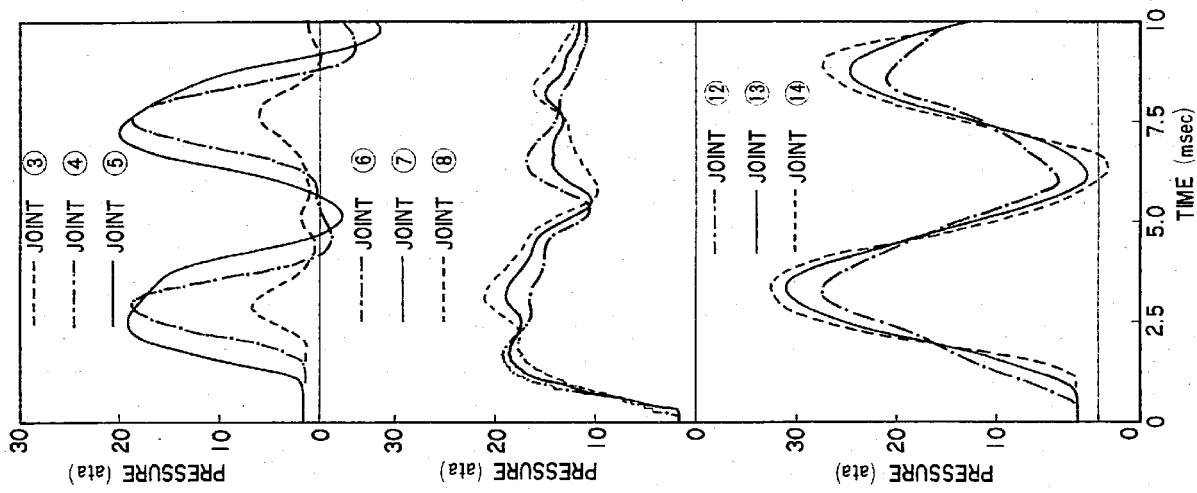 PRESSURE (ata)
30
20
10
0
JOINT ③
JOINT ④
JOINT ⑤
PRESSURE (ata)
30
20
10
JOINT ⑥
JOINT ⑦
JOINT ⑧
PRESSURE (ata)
30
20
10
0
JOINT ⑫
JOINT ⑬
JOINT ⑭
0 2.5 5.0 7.5 10
TIME (msec)